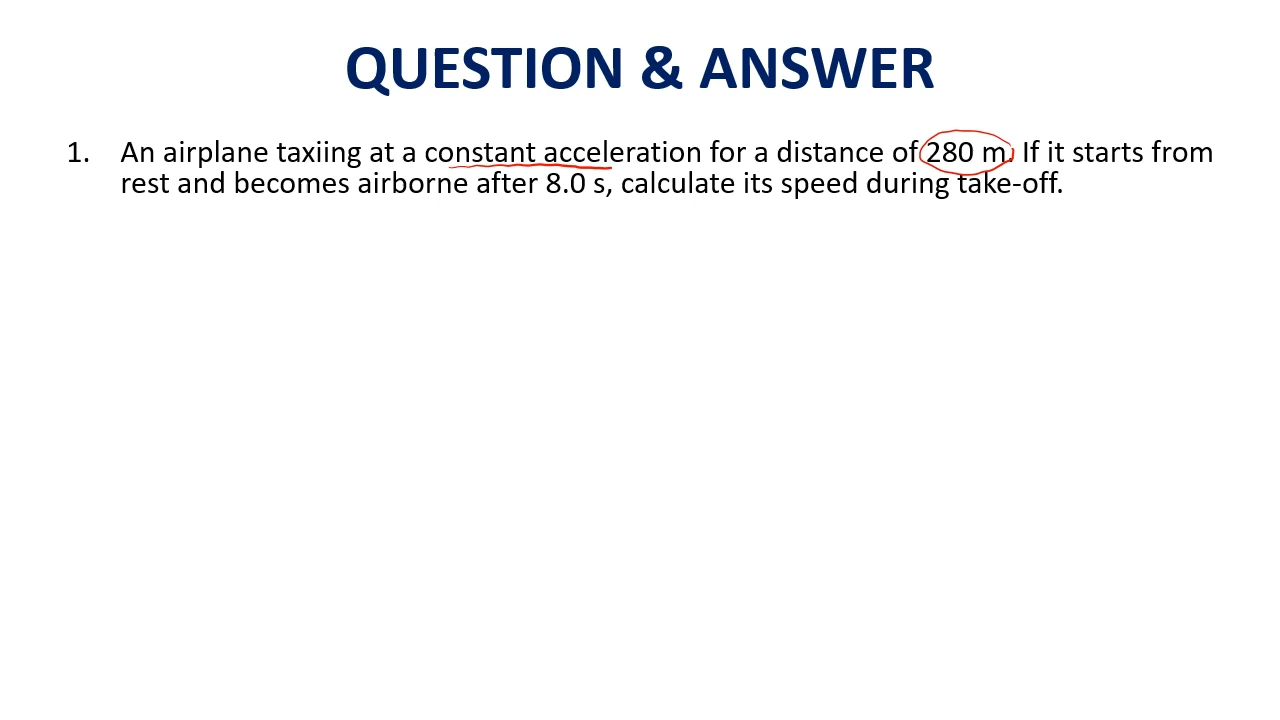 QUESTION & ANSWER
1. An airplane taxiing at a constant acceleration for a distance of 280 m. If it starts from
rest and becomes airborne after 8.0 s, calculate its speed during take-off.